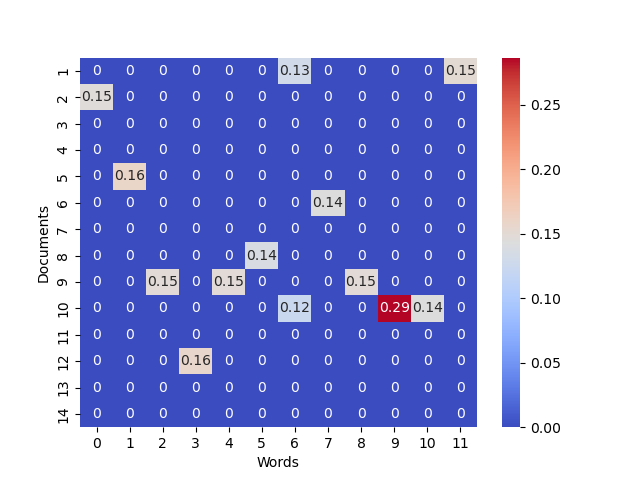 1 0 0 0 0 0 0 0.13 0 0 0 0 0.15
2 0.15 0 0 0 0 0 0 0 0 0 0 0
3 0 0 0 0 0 0 0 0 0 0 0 0
4 0 0 0 0 0 0 0 0 0 0 0 0
5 0 0.16 0 0 0 0 0 0 0 0 0 0
6 0 0 0 0 0 0 0 0.14 0 0 0 0
7 0 0 0 0 0 0 0 0 0 0 0 0
8 0 0 0 0 0 0.14 0 0 0 0 0 0
9 0 0 0.15 0 0.15 0 0 0 0.15 0 0 0
10 0 0 0 0 0 0 0.12 0 0 0.29 0.14 0
11 0 0 0 0 0 0 0 0 0 0 0 0
12 0 0 0 0.16 0 0 0 0 0 0 0 0
13 0 0 0 0 0 0 0 0 0 0 0 0
14 0 0 0 0 0 0 0 0 0 0 0 0
0 1 2 3 4 5 6 7 8 9 10 11
Words
Documents
0.25
0.20
0.15
0.10
0.05
0.00